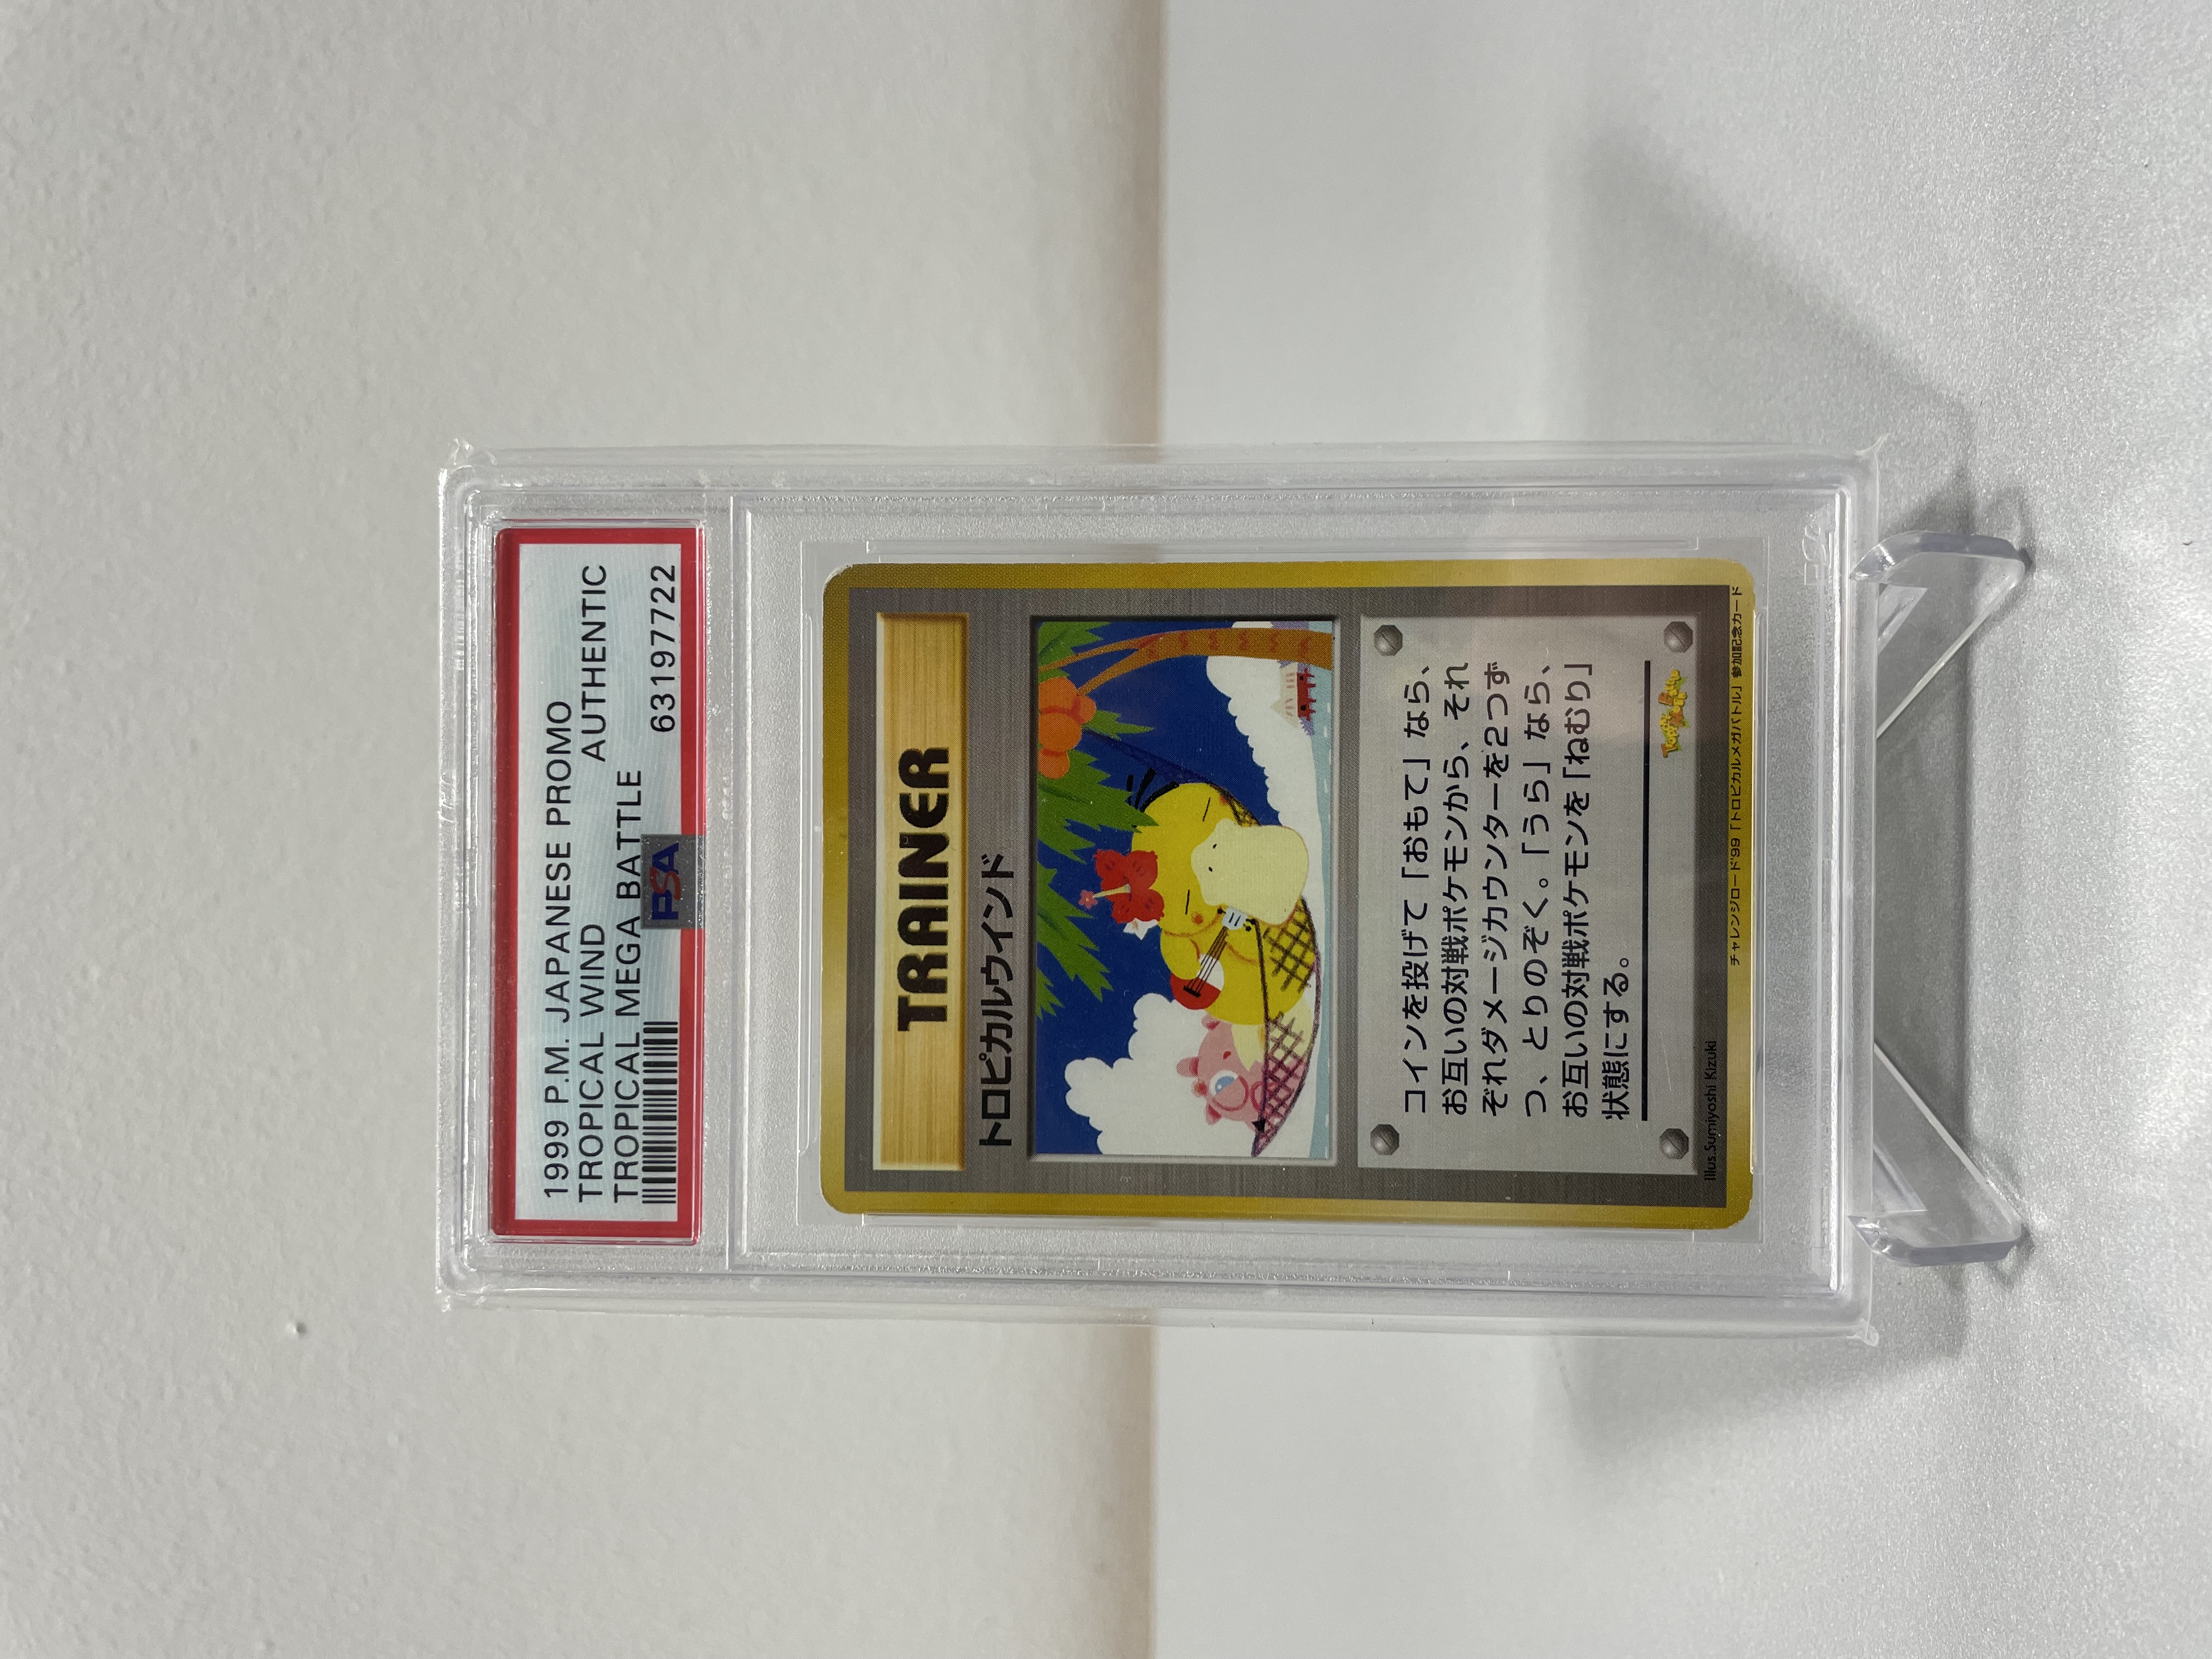 1999 P.M. JAPANESE PROMO
TROPICAL WIND
AUTHENTIC
TROPICAL MEGA BATTLE
63197722
PSA
TRAINER
トロピカルウインド
コインを投げて「おもて」なら、
お互いの対戦ポケモンから、それ
ぞれダメージカウンターを2つず
つ、とりのぞく。「うら」なら、
お互いの対戦ポケモンを「ねむり」
状態にする。
Illus.Sumiyoshi Kizuki
チャレンジロード'99「トロピカルメガバトル」参加記念カード